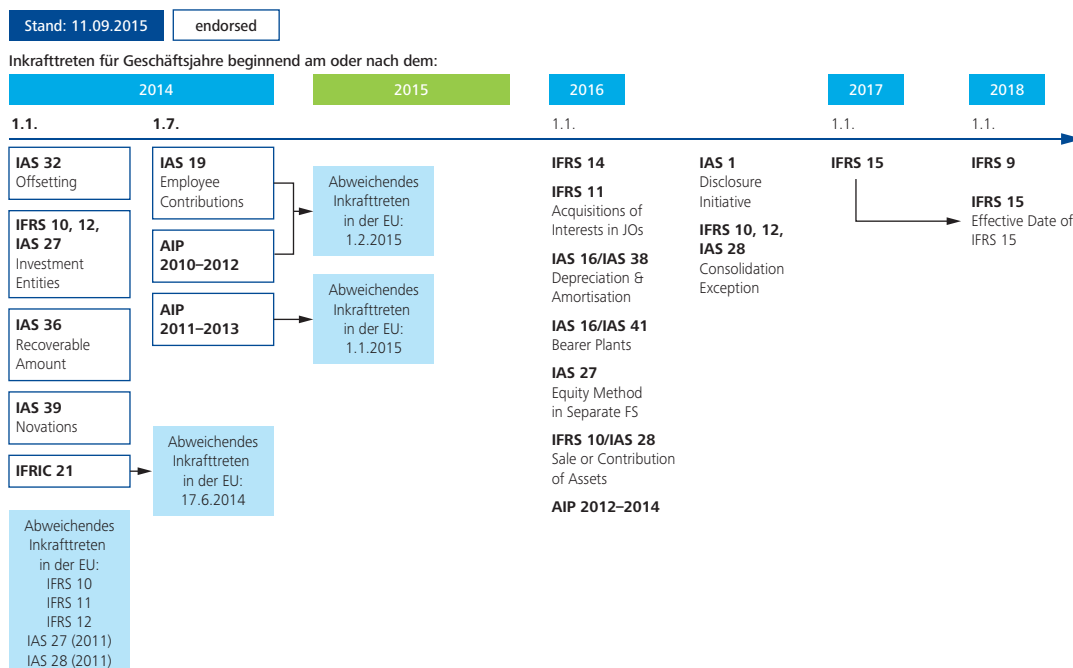 Stand: 11.09.2015
endorsed
Inkrafttreten für Geschäftsjahre beginnend am oder nach dem:
2014
2015
2016
2017
2018
1.1.
1.7.
1.1.
1.1.
1.1.
IAS 32
Offsetting
IFRS 10, 12,
IAS 27
Investment
Entities
IAS 36
Recoverable
Amount
IAS 39
Novations
IFRIC 21
Abweichendes
Inkrafttreten
in der EU:
IFRS 10
IFRS 11
IFRS 12
IAS 27 (2011)
IAS 28 (2011)
IAS 19
Employee
Contributions
AIP
2010–2012
AIP
2011–2013
Abweichendes
Inkrafttreten
in der EU:
17.6.2014
Abweichendes
Inkrafttreten
in der EU:
1.2.2015
Abweichendes
Inkrafttreten
in der EU:
1.1.2015
IFRS 14
IFRS 11
Acquisitions of
Interests in JOs
IAS 16/IAS 38
Depreciation &
Amortisation
IAS 16/IAS 41
Bearer Plants
IAS 27
Equity Method
in Separate FS
IFRS 10/IAS 28
Sale or Contribution
of Assets
AIP 2012–2014
IAS 1
Disclosure
Initiative
IFRS 10, 12,
IAS 28
Consolidation
Exception
IFRS 15
IFRS 9
IFRS 15
Effective Date of
IFRS 15